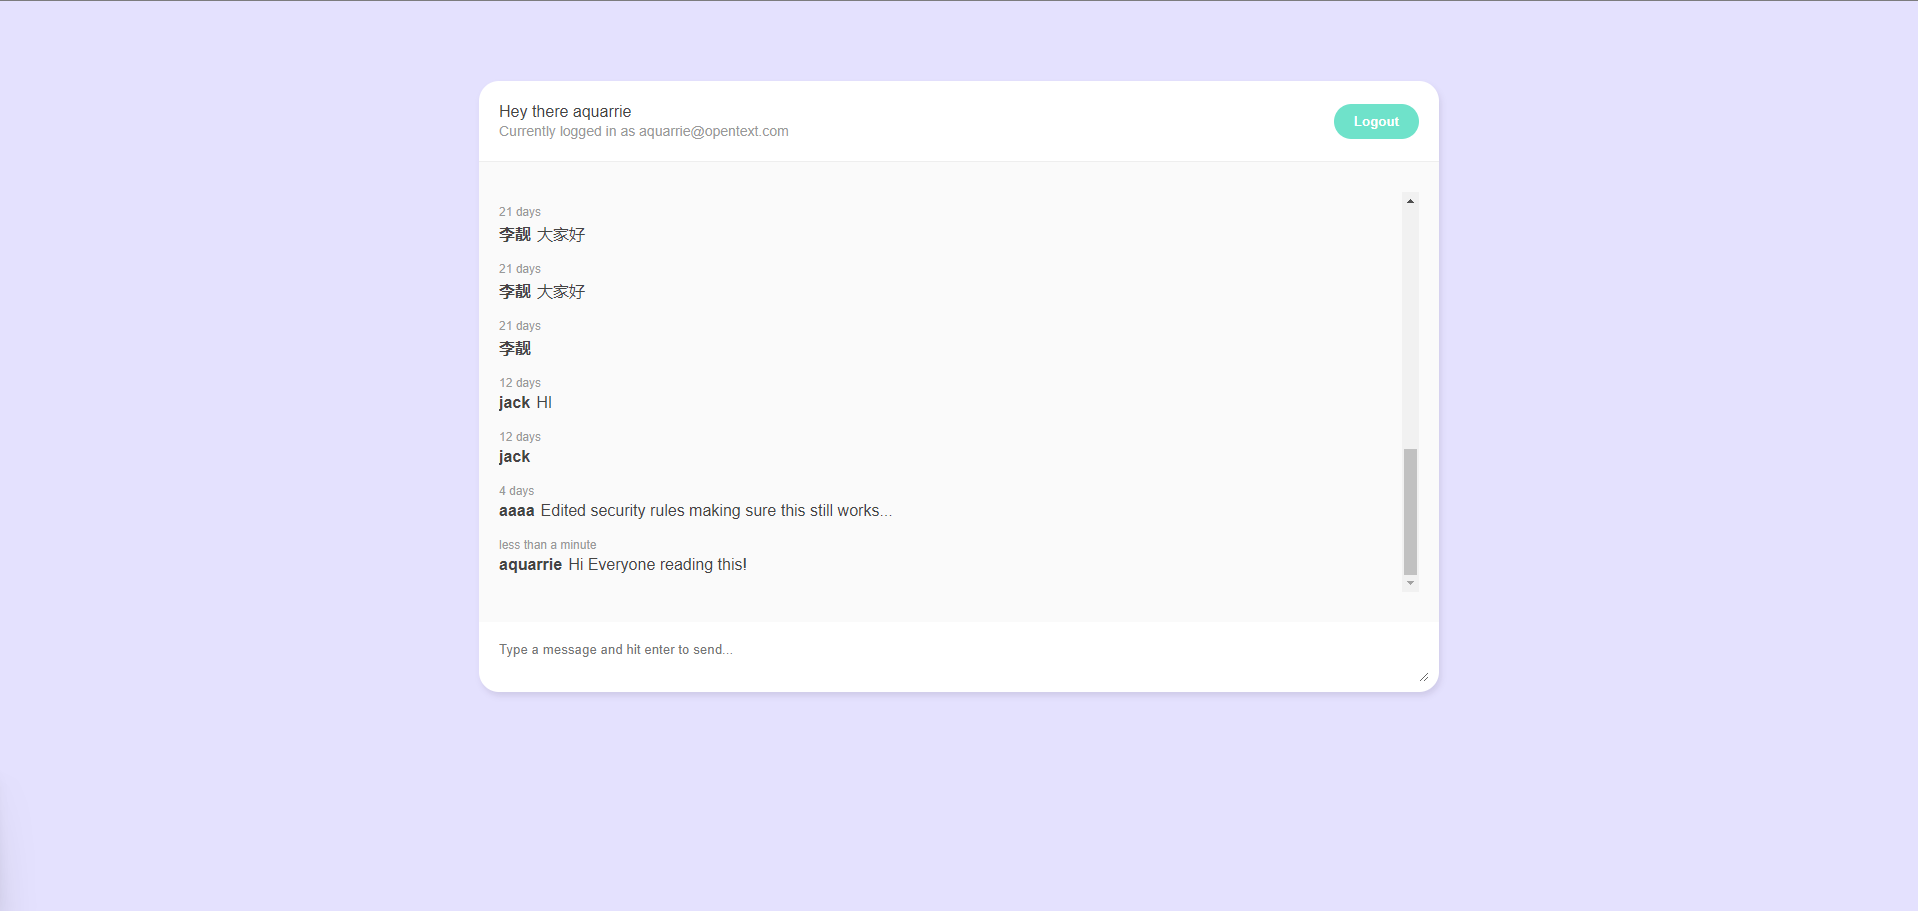 Hey there aquarrie
Currently logged in as aquarrie@opentext.com
Logout
21 days
李靓 大家好
21 days
李靓 大家好
21 days
李靓
12 days
jack HI
12 days
jack
4 days
aaaa Edited security rules making sure this still works...
less than a minute
aquarrie Hi Everyone reading this!
Type a message and hit enter to send...